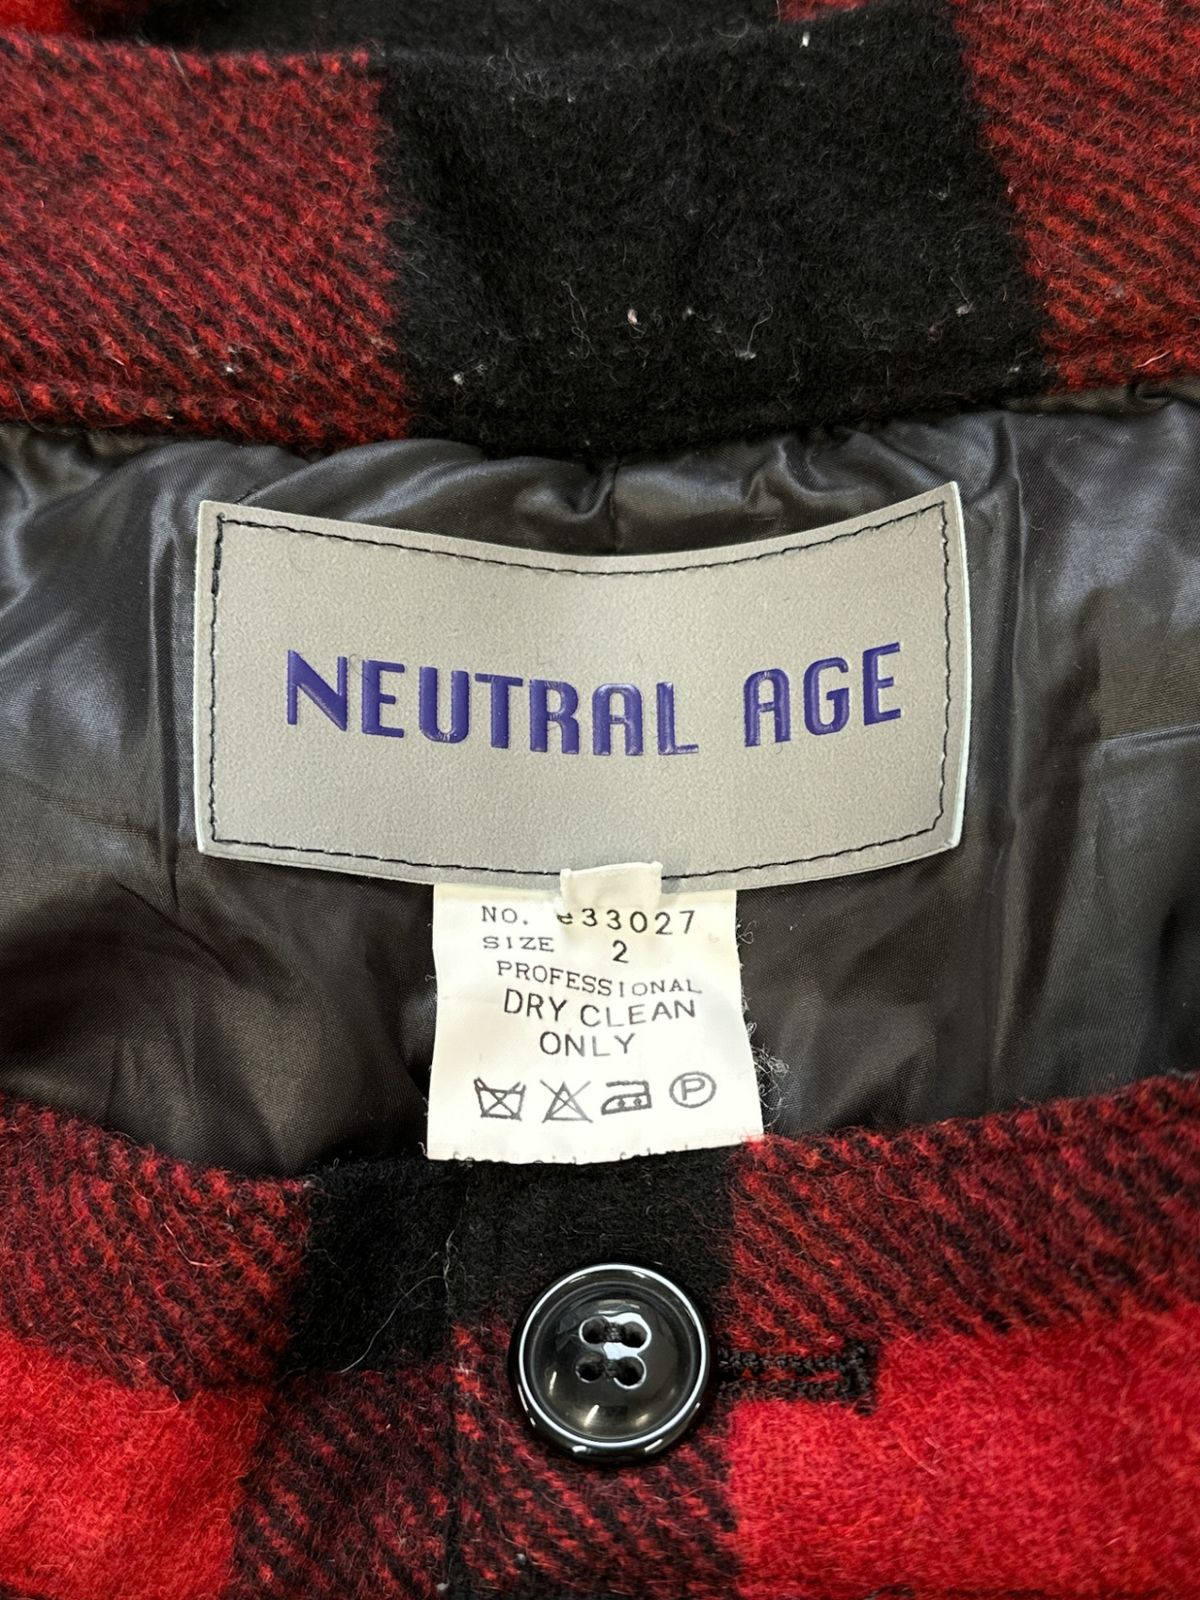 NEUTRAL AGE
NO. e33027
SIZE 2
PROFESSIONAL
DRY CLEAN
ONLY
P